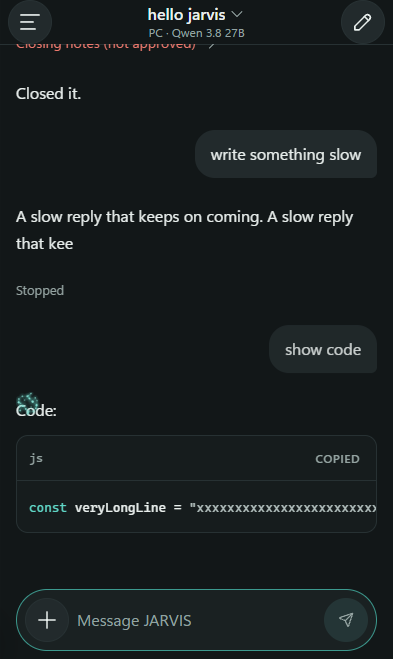 hello jarvis
PC · Qwen 3.8 27B
Closing notes (not approved)
Closed it.
write something slow
A slow reply that keeps on coming. A slow reply
that kee
Stopped
show code
Code:
js COPIED
const veryLongLine = "xxxxxxxxxxxxxxxxxxxxxxxx
Message JARVIS